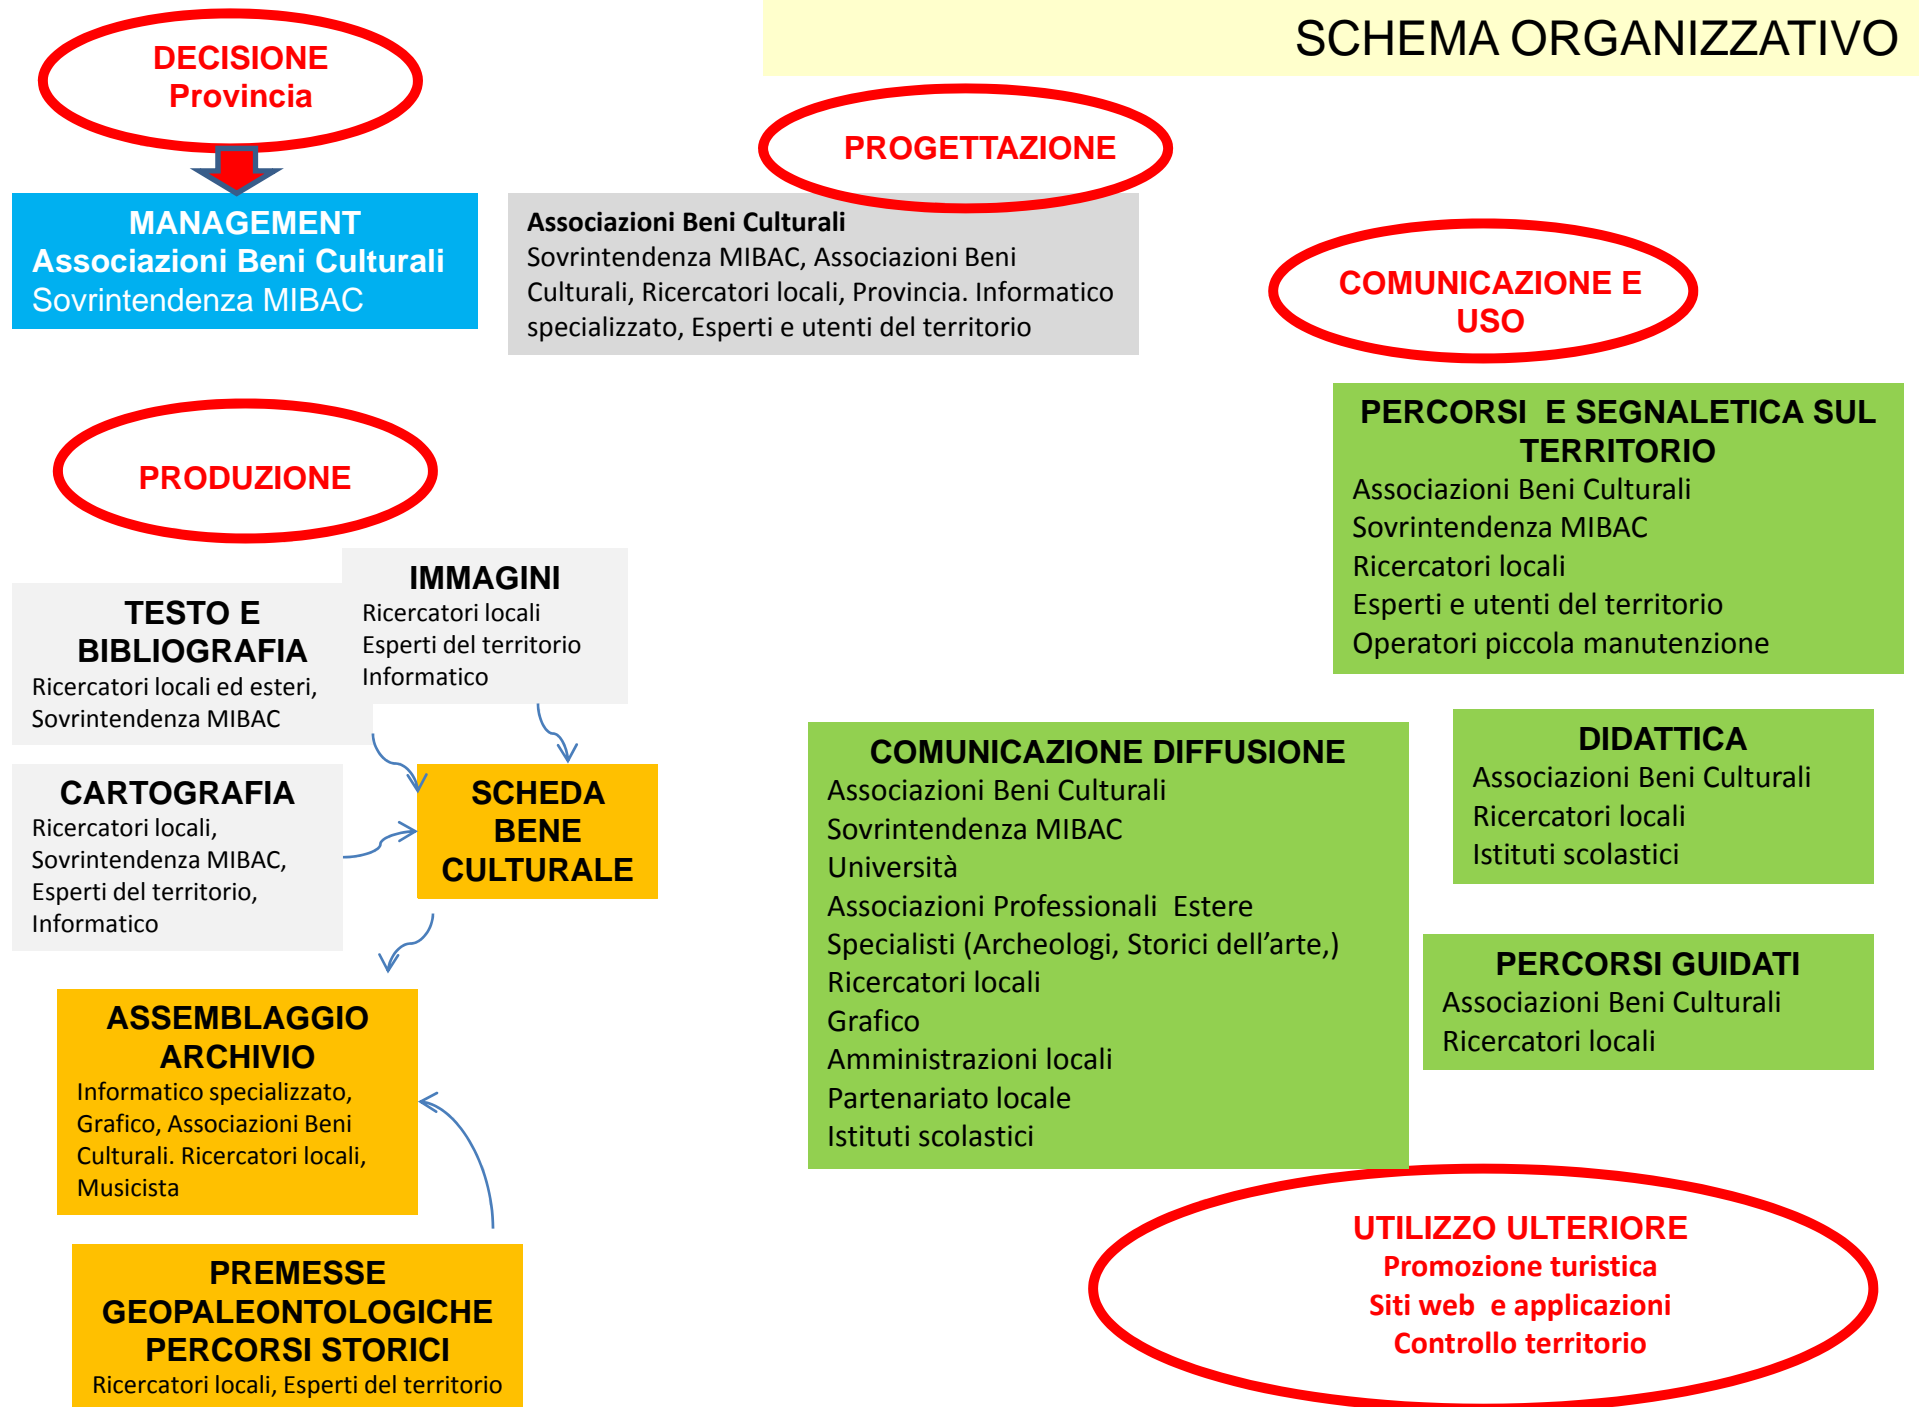 SCHEMA ORGANIZZATIVO
DECISIONE
Provincia
MANAGEMENT
Associazioni Beni Culturali
Sovrintendenza MIBAC
PROGETTAZIONE
Associazioni Beni Culturali
Sovrintendenza MIBAC, Associazioni Beni
Culturali, Ricercatori locali, Provincia. Informatico
specializzato, Esperti e utenti del territorio
COMUNICAZIONE E
USO
PERCORSI  E SEGNALETICA SUL
TERRITORIO
Associazioni Beni Culturali
Sovrintendenza MIBAC
Ricercatori locali
Esperti e utenti del territorio
Operatori piccola manutenzione
PRODUZIONE
TESTO E
BIBLIOGRAFIA
Ricercatori locali ed esteri,
Sovrintendenza MIBAC
IMMAGINI
Ricercatori locali
Esperti del territorio
Informatico
CARTOGRAFIA
Ricercatori locali,
Sovrintendenza MIBAC,
Esperti del territorio,
Informatico
SCHEDA
BENE
CULTURALE
ASSEMBLAGGIO
ARCHIVIO
Informatico specializzato,
Grafico, Associazioni Beni
Culturali. Ricercatori locali,
Musicista
PREMESSE
GEOPALEONTOLOGICHE
PERCORSI STORICI
Ricercatori locali, Esperti del territorio
COMUNICAZIONE DIFFUSIONE
Associazioni Beni Culturali
Sovrintendenza MIBAC
Università
Associazioni Professionali  Estere
Specialisti (Archeologi, Storici dell’arte,)
Ricercatori locali
Grafico
Amministrazioni locali
Partenariato locale
Istituti scolastici
DIDATTICA
Associazioni Beni Culturali
Ricercatori locali
Istituti scolastici
PERCORSI GUIDATI
Associazioni Beni Culturali
Ricercatori locali
UTILIZZO ULTERIORE
Promozione turistica
Siti web  e applicazioni
Controllo territorio